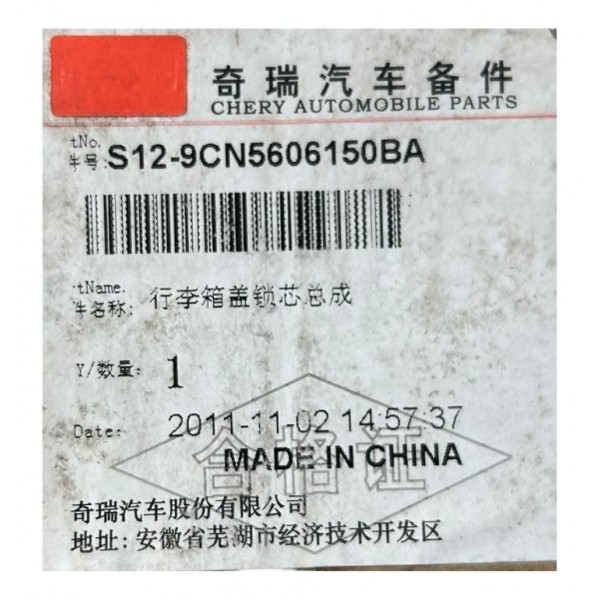 奇瑞汽车备件
CHERY AUTOMOBILE PARTS
tNo.
件号: S12-9CN5606150BA
tName.
件名称: 行李箱盖锁芯总成
Y/数量: 1
Date: 2011-11-02 14:57:37
合格证
MADE IN CHINA
奇瑞汽车股份有限公司
地址: 安徽省芜湖市经济技术开发区